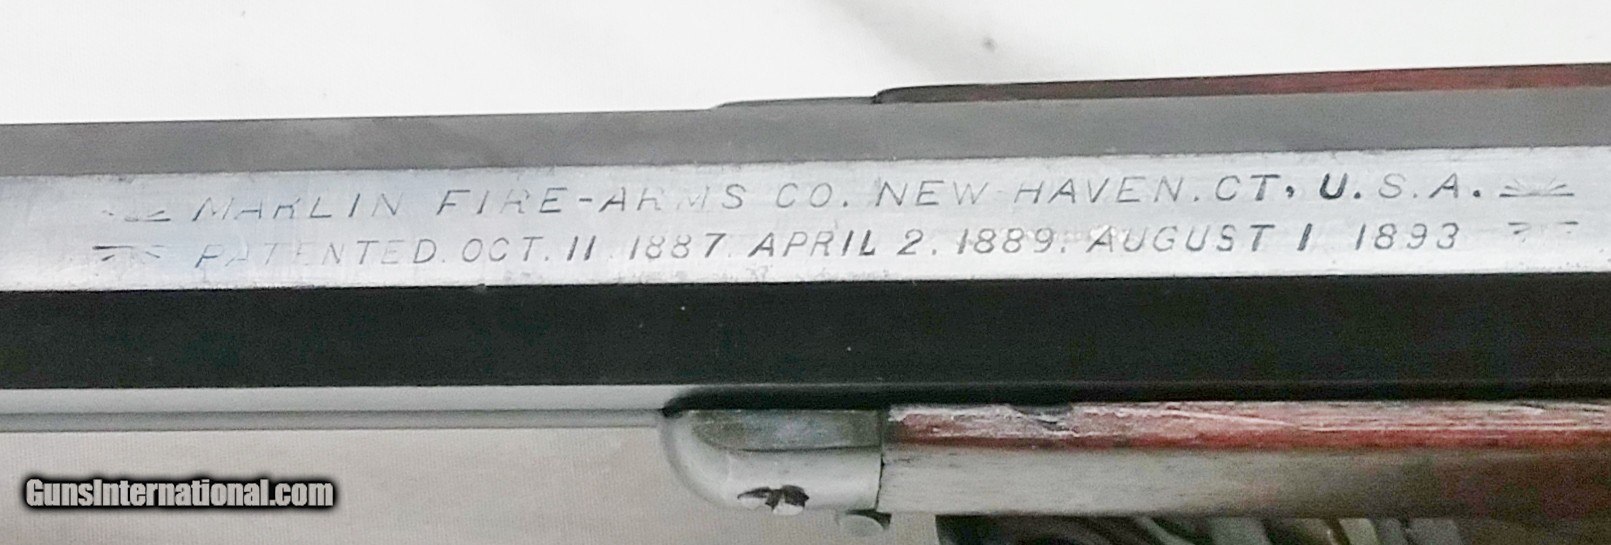 MARLIN FIRE-ARMS CO. NEW HAVEN. CT, U.S.A.
PATENTED. OCT. 11 1887. APRIL 2. 1889. AUGUST 1 1893
GunsInternational.com